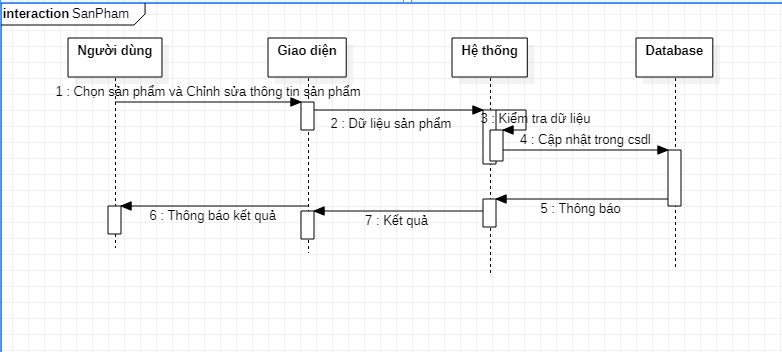 interaction SanPham
Người dùng
Giao diện
Hệ thống
Database
1 : Chọn sản phẩm và Chỉnh sửa thông tin sản phẩm
2 : Dữ liệu sản phẩm
3 : Kiểm tra dữ liệu
4 : Cập nhật trong csdl
5 : Thông báo
6 : Thông báo kết quả
7 : Kết quả